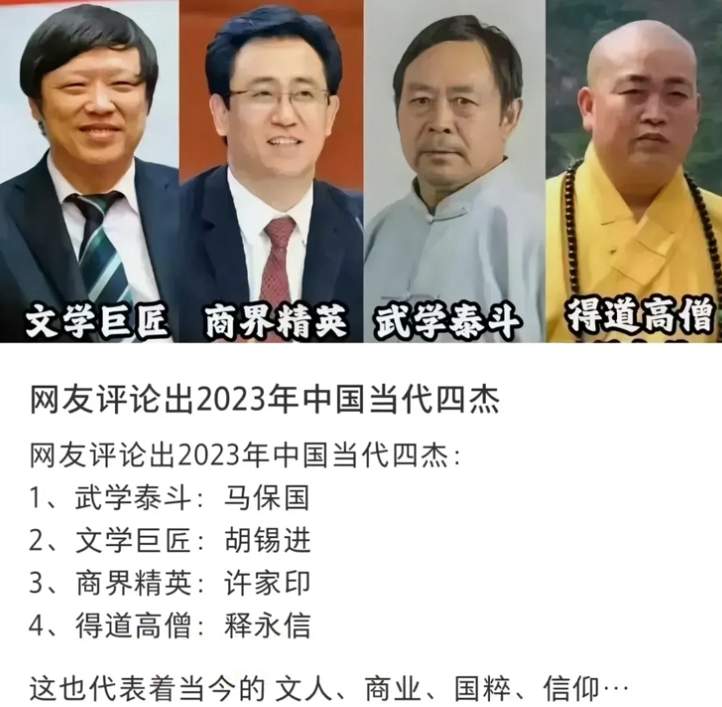 文学巨匠
商界精英
武学泰斗
得道高僧
网友评论出2023年中国当代四杰
网友评论出2023年中国当代四杰：
1、武学泰斗：马保国
2、文学巨匠：胡锡进
3、商界精英：许家印
4、得道高僧：释永信
这也代表着当今的 文人、商业、国粹、信仰…